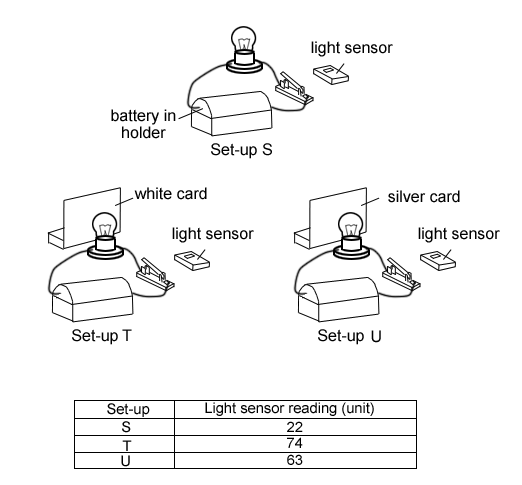 light sensor
battery in
holder
Set-up S
white card
light sensor
Set-up T
silver card
light sensor
Set-up U
Set-up Light sensor reading (unit)
S 22
T 74
U 63